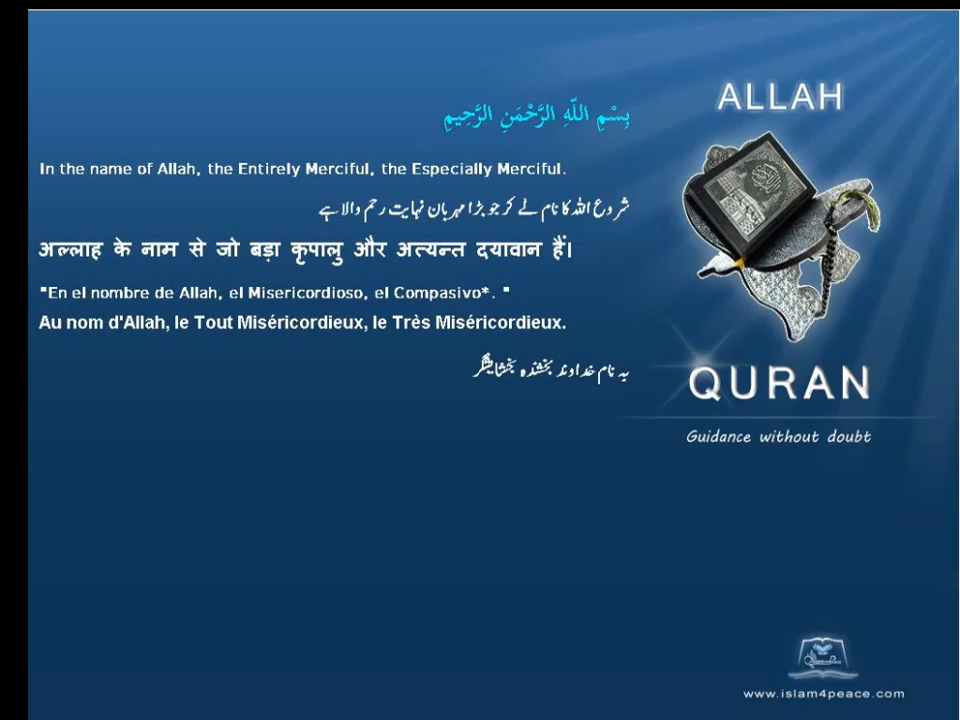 بِسْمِ اللَّهِ الرَّحْمَنِ الرَّحِيمِ
In the name of Allah, the Entirely Merciful, the Especially Merciful.
شروع الله کا نام لے کر جو بڑا مہربان نہایت رحم والا ہے
अल्लाह के नाम से जो बड़ा कृपालु और अत्यन्त दयावान हैं।
"En el nombre de Allah, el Misericordioso, el Compasivo*. "
Au nom d'Allah, le Tout Miséricordieux, le Très Miséricordieux.
به نام خداوند بخشنده بخشایشگر
ALLAH
QURAN
Guidance without doubt
www.islam4peace.com